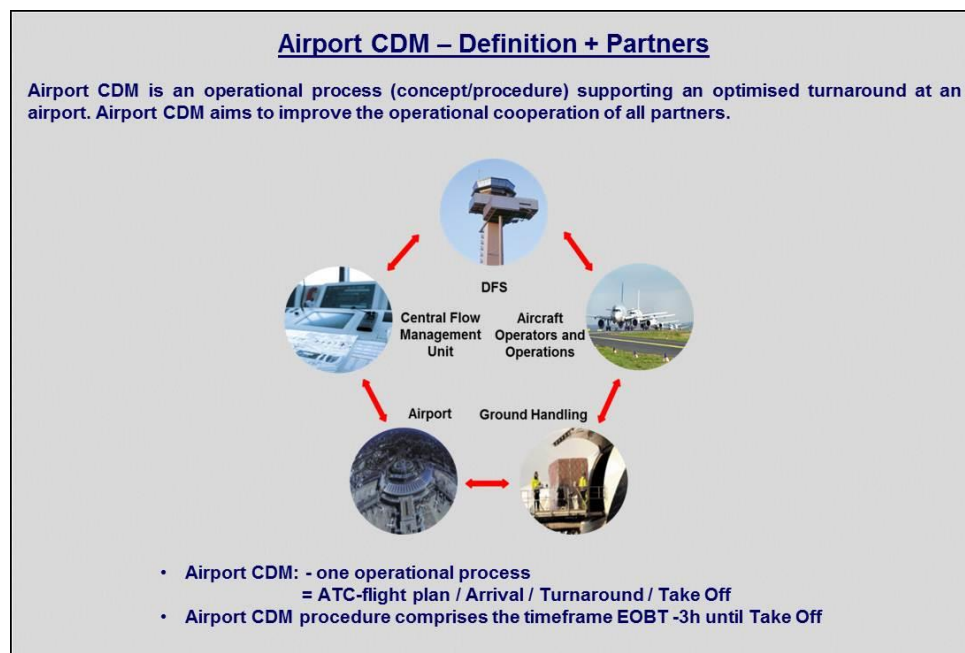 Airport CDM – Definition + Partners
Airport CDM is an operational process (concept/procedure) supporting an optimised turnaround at an
airport. Airport CDM aims to improve the operational cooperation of all partners.
DFS
Central Flow
Management
Unit
Aircraft
Operators and
Operations
Airport
Ground Handling
• Airport CDM: - one operational process
= ATC-flight plan / Arrival / Turnaround / Take Off
• Airport CDM procedure comprises the timeframe EOBT -3h until Take Off